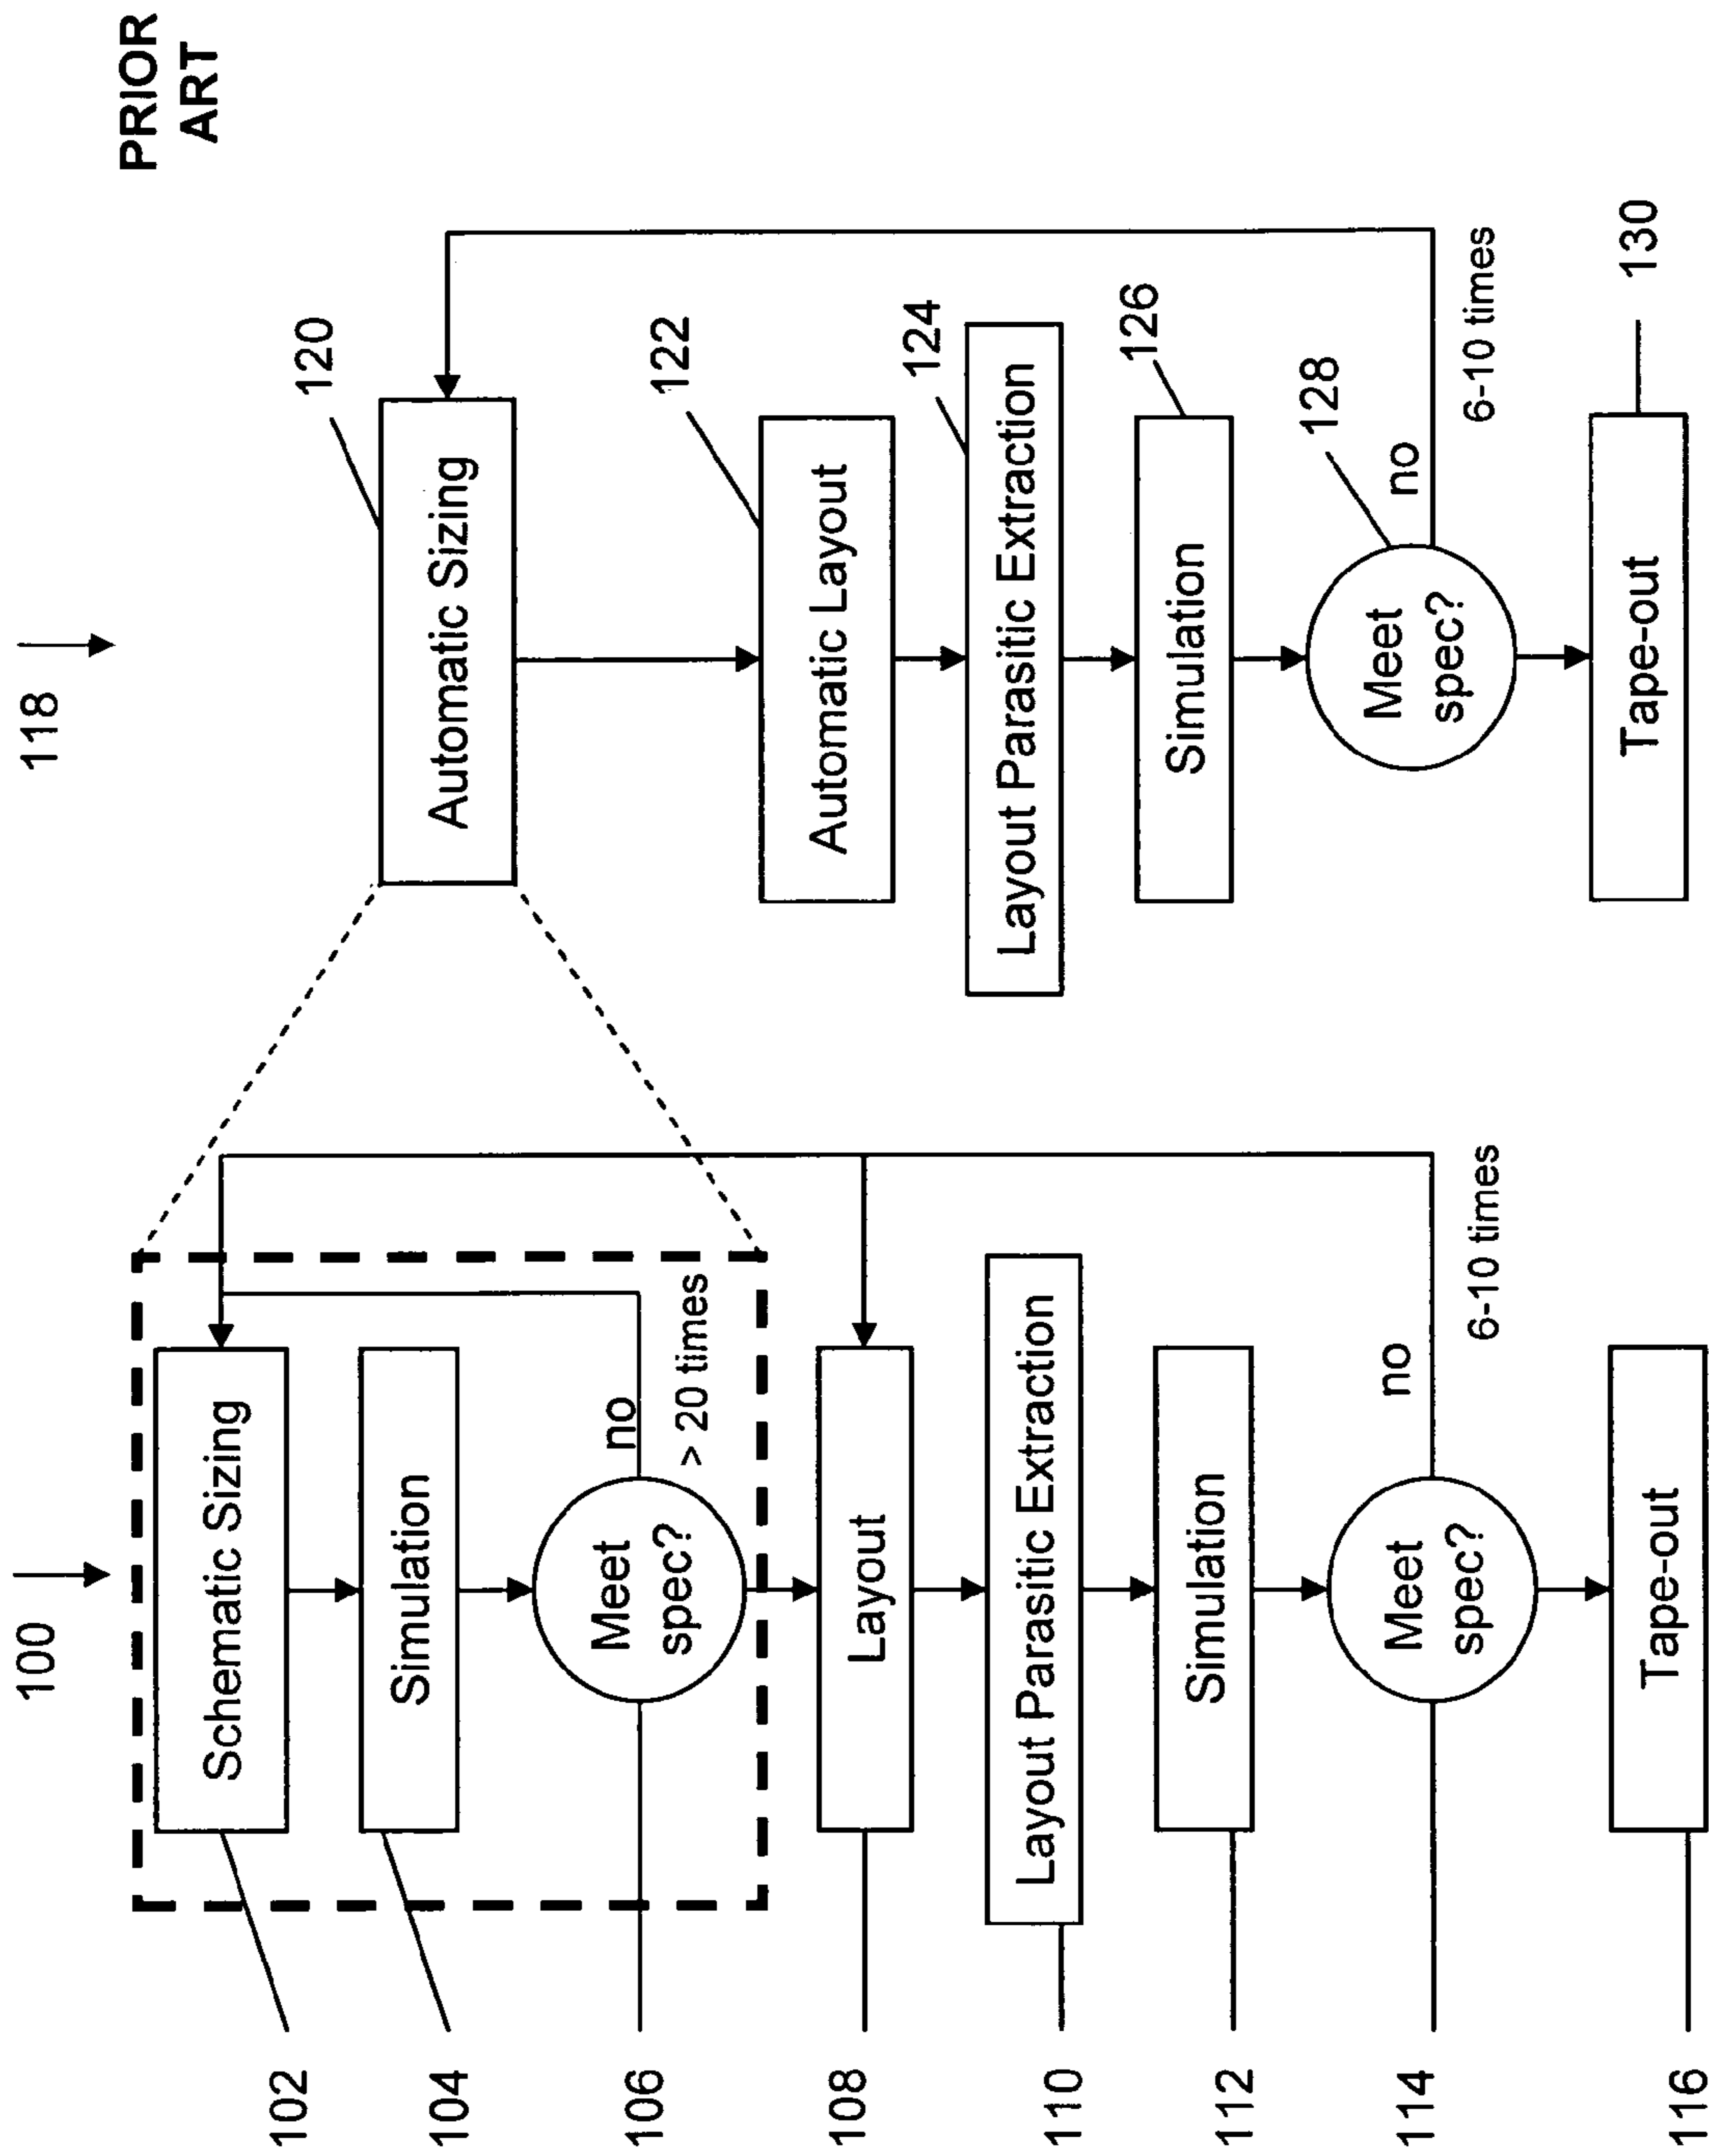 PRIOR
ART
100
102
Schematic Sizing
104
Simulation
106
Meet
spec?
no
> 20 times
108
Layout
110
Layout Parasitic Extraction
112
Simulation
114
Meet
spec?
no
6-10 times
116
Tape-out
118
120
Automatic Sizing
122
Automatic Layout
124
Layout Parasitic Extraction
126
Simulation
128
Meet
spec?
no
6-10 times
130
Tape-out